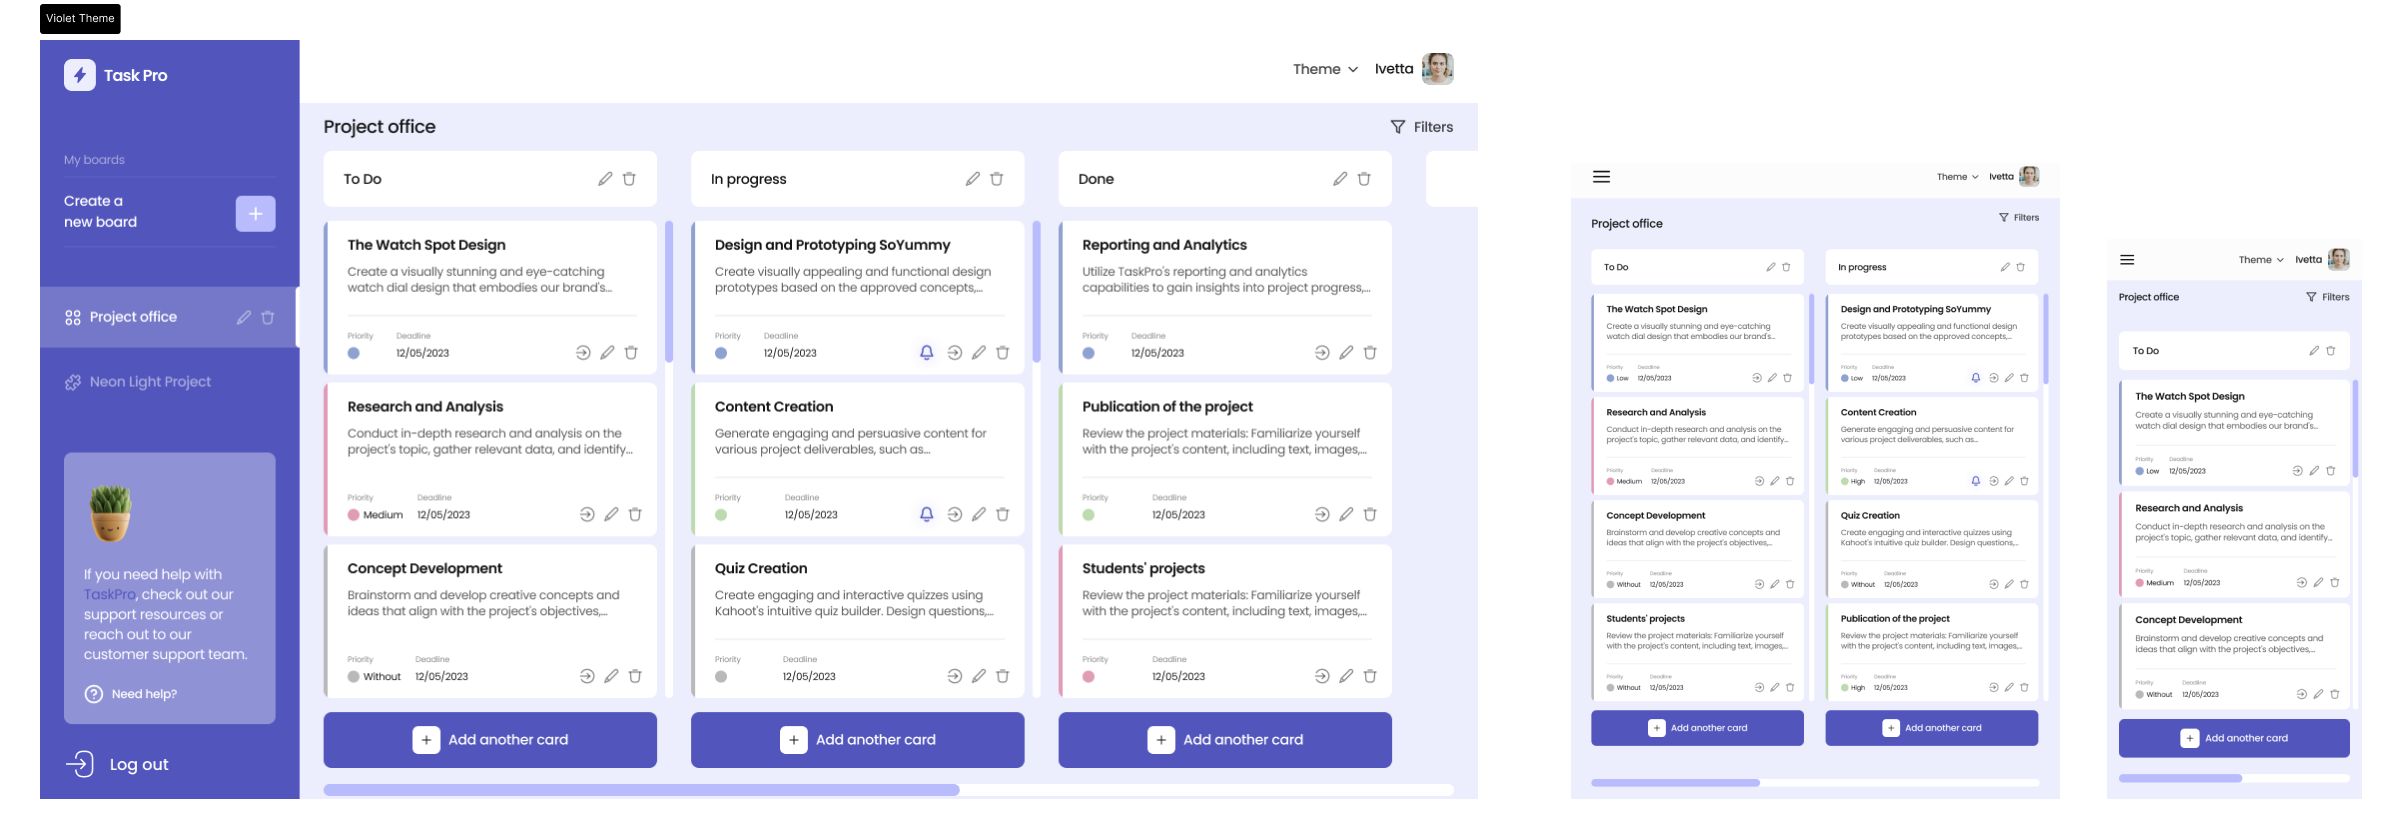 Violet Theme
Task Pro
My boards
Create a
new board
Project office
Neon Light Project
If you need help with
TaskPro, check out our
support resources or
reach out to our
customer support team.
Need help?
Log out
Theme
Ivetta
Project office
Filters
To Do
The Watch Spot Design
Create a visually stunning and eye-catching
watch dial design that embodies our brand's...
Priority Deadline
12/05/2023
Research and Analysis
Conduct in-depth research and analysis on the
project's topic, gather relevant data, and identify...
Priority Deadline
Medium 12/05/2023
Concept Development
Brainstorm and develop creative concepts and
ideas that align with the project's objectives,...
Priority Deadline
Without 12/05/2023
Add another card
In progress
Design and Prototyping SoYummy
Create visually appealing and functional design
prototypes based on the approved concepts,...
Priority Deadline
12/05/2023
Content Creation
Generate engaging and persuasive content for
various project deliverables, such as...
Priority Deadline
12/05/2023
Quiz Creation
Create engaging and interactive quizzes using
Kahoot's intuitive quiz builder. Design questions,...
Priority Deadline
12/05/2023
Add another card
Done
Reporting and Analytics
Utilize TaskPro's reporting and analytics
capabilities to gain insights into project progress,...
Priority Deadline
12/05/2023
Publication of the project
Review the project materials: Familiarize yourself
with the project's content, including text, images,...
Priority Deadline
12/05/2023
Students' projects
Review the project materials: Familiarize yourself
with the project's content, including text, images,...
Priority Deadline
12/05/2023
Add another card
Theme
Ivetta
Project office
Filters
To Do
The Watch Spot Design
Create a visually stunning and eye-catching
watch dial design that embodies our brand's...
Priority Deadline
Low 12/05/2023
Research and Analysis
Conduct in-depth research and analysis on the
project's topic, gather relevant data, and identify...
Priority Deadline
Medium 12/05/2023
Concept Development
Brainstorm and develop creative concepts and
ideas that align with the project's objectives,...
Priority Deadline
Without 12/05/2023
Students' projects
Review the project materials: Familiarize yourself
with the project's content, including text, images,...
Priority Deadline
Without 12/05/2023
Add another card
In progress
Design and Prototyping SoYummy
Create visually appealing and functional design
prototypes based on the approved concepts,...
Priority Deadline
Low 12/05/2023
Content Creation
Generate engaging and persuasive content for
various project deliverables, such as...
Priority Deadline
High 12/05/2023
Quiz Creation
Create engaging and interactive quizzes using
Kahoot's intuitive quiz builder. Design questions,...
Priority Deadline
Without 12/05/2023
Publication of the project
Review the project materials: Familiarize yourself
with the project's content, including text, images,...
Priority Deadline
High 12/05/2023
Add another card
Theme
Ivetta
Project office
Filters
To Do
The Watch Spot Design
Create a visually stunning and eye-catching
watch dial design that embodies our brand's...
Priority Deadline
Low 12/05/2023
Research and Analysis
Conduct in-depth research and analysis on the
project's topic, gather relevant data, and identify...
Priority Deadline
Medium 12/05/2023
Concept Development
Brainstorm and develop creative concepts and
ideas that align with the project's objectives,...
Priority Deadline
Without 12/05/2023
Add another card